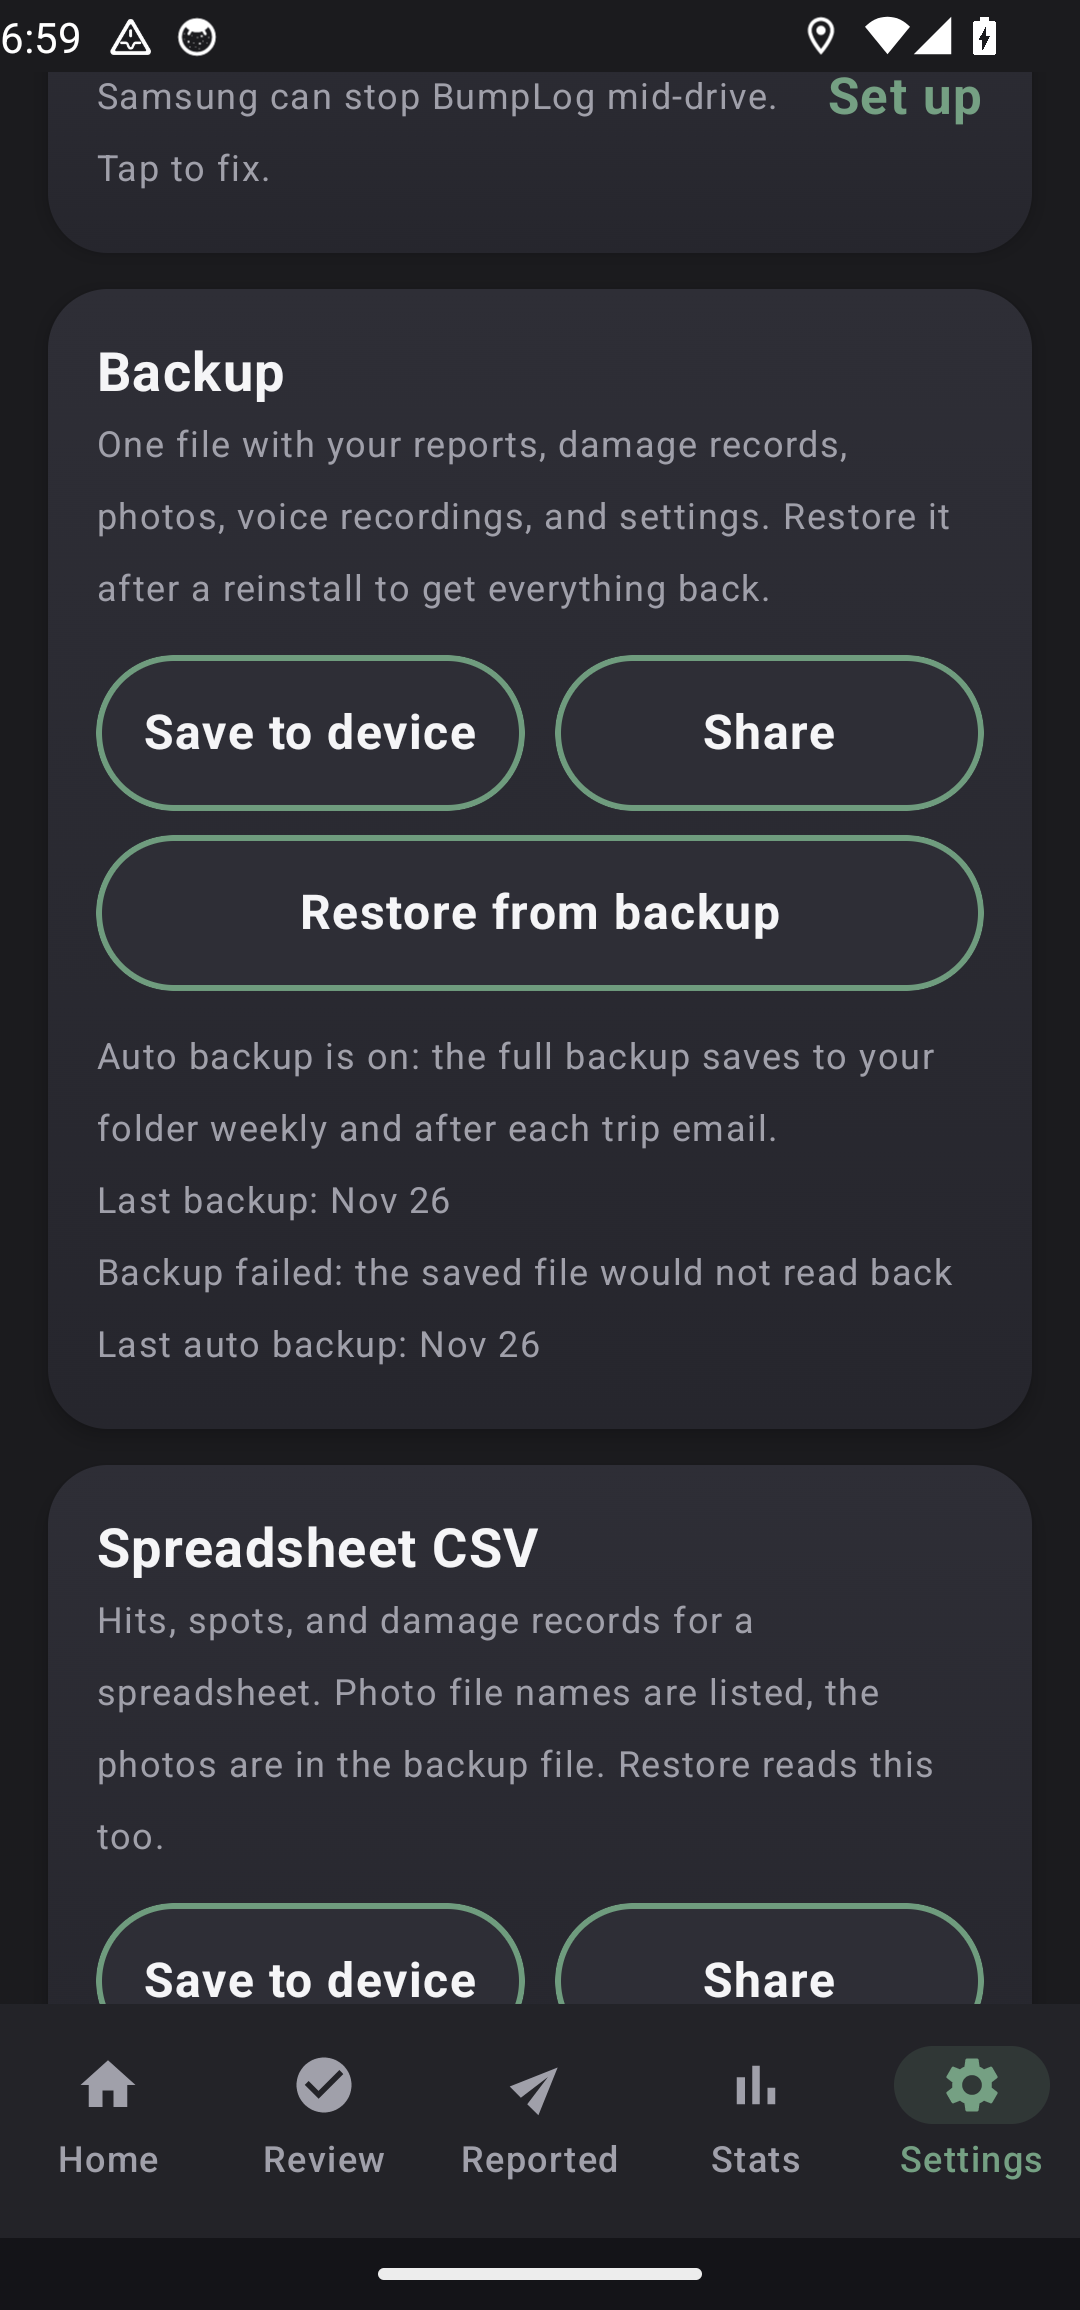 6:59
Samsung can stop BumpLog mid-drive.
Set up
Tap to fix.
Backup
One file with your reports, damage records,
photos, voice recordings, and settings. Restore it
after a reinstall to get everything back.
Save to device
Share
Restore from backup
Auto backup is on: the full backup saves to your
folder weekly and after each trip email.
Last backup: Nov 26
Backup failed: the saved file would not read back
Last auto backup: Nov 26
Spreadsheet CSV
Hits, spots, and damage records for a
spreadsheet. Photo file names are listed, the
photos are in the backup file. Restore reads this
too.
Save to device
Share
Home
Review
Reported
Stats
Settings